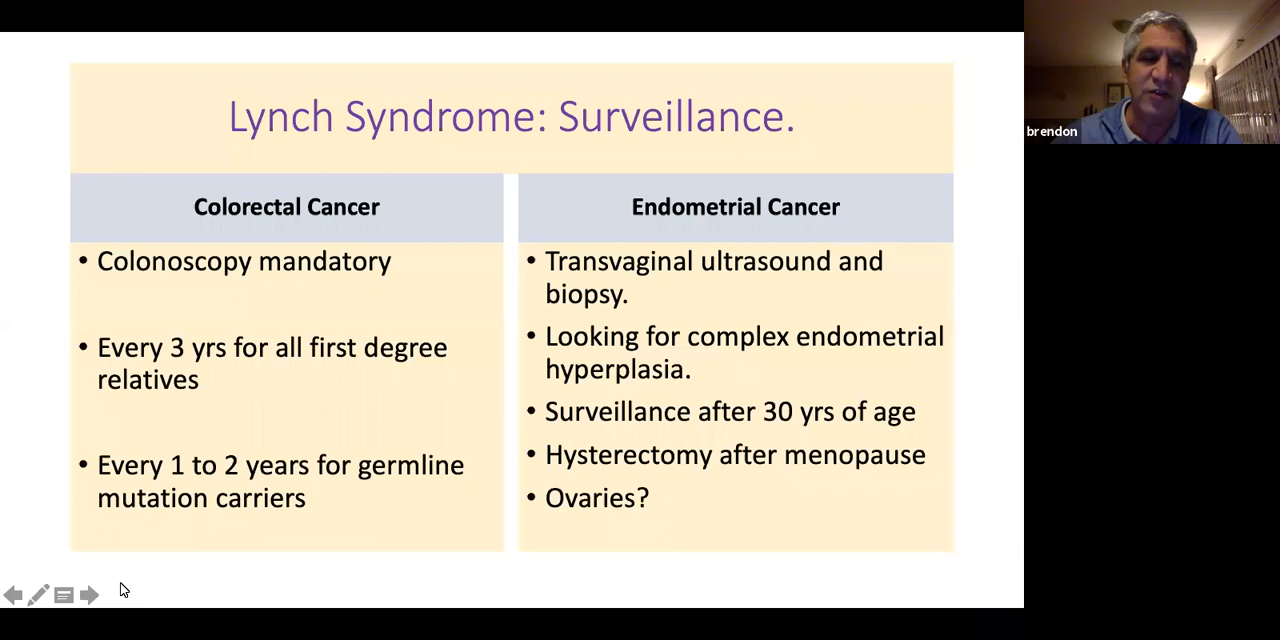 Lynch Syndrome: Surveillance.
Colorectal Cancer
• Colonoscopy mandatory
• Every 3 yrs for all first degree
relatives
• Every 1 to 2 years for germline
mutation carriers
Endometrial Cancer
• Transvaginal ultrasound and
biopsy.
• Looking for complex endometrial
hyperplasia.
• Surveillance after 30 yrs of age
• Hysterectomy after menopause
• Ovaries?
brendon